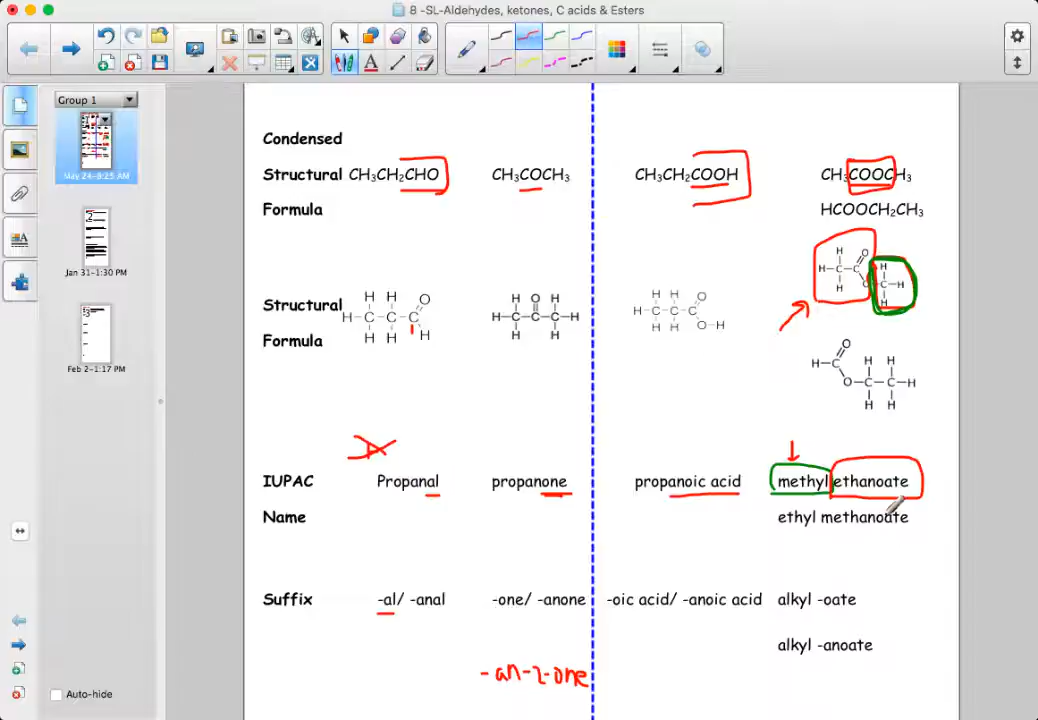 8 -SL-Aldehydes, ketones, C acids & Esters
Group 1
May 24-8:25 AM
2
Jan 31-1:30 PM
3
Feb 2-1:17 PM
Auto-hide
Condensed
Structural CH₃CH₂CHO CH₃COCH₃ CH₃CH₂COOH CH₃COOCH₃
Formula HCOOCH₂CH₃
H O
H C C H
H O C H
H
Structural H H O H O H H H O
H C C C H C C C H H C C C
Formula H H H H H H H O H
O
H C H H
O C C H
H H
IUPAC Propanal propanone propanoic acid methyl ethanoate
Name ethyl methanoate
Suffix -al/ -anal -one/ -anone -oic acid/ -anoic acid alkyl -oate
alkyl -anoate
-an-2-one